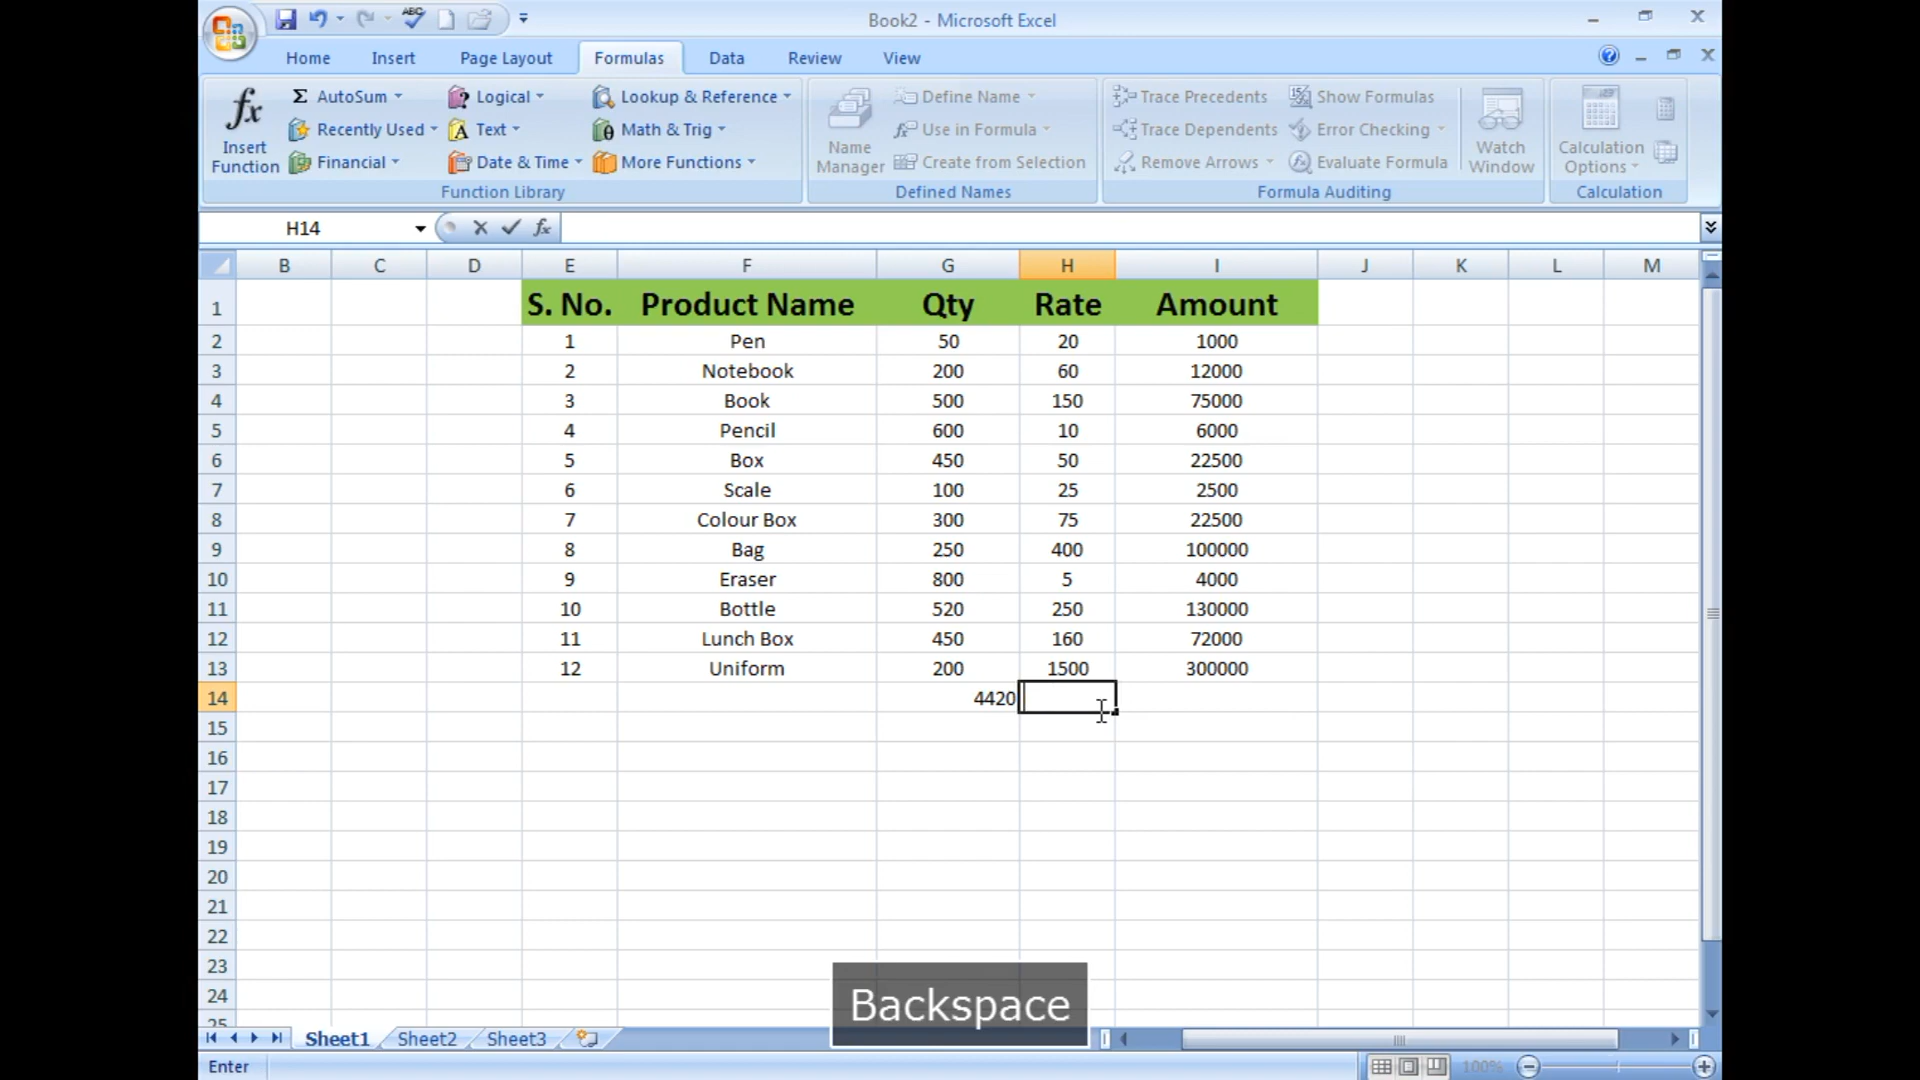 Book2 - Microsoft Excel
Home Insert Page Layout Formulas Data Review View
fx Insert Function
Σ AutoSum
Recently Used
Financial
Logical
Text
Date & Time
Lookup & Reference
Math & Trig
More Functions
Function Library
Name Manager
Define Name
Use in Formula
Create from Selection
Defined Names
Trace Precedents
Trace Dependents
Remove Arrows
Show Formulas
Error Checking
Evaluate Formula
Watch Window
Formula Auditing
Calculation Options
Calculation
H14 fx
B C D E F G H I J K L M
1 S. No. Product Name Qty Rate Amount
2 1 Pen 50 20 1000
3 2 Notebook 200 60 12000
4 3 Book 500 150 75000
5 4 Pencil 600 10 6000
6 5 Box 450 50 22500
7 6 Scale 100 25 2500
8 7 Colour Box 300 75 22500
9 8 Bag 250 400 100000
10 9 Eraser 800 5 4000
11 10 Bottle 520 250 130000
12 11 Lunch Box 450 160 72000
13 12 Uniform 200 1500 300000
14 4420
15
16
17
18
19
20
21
22
23
24
25
Backspace
Sheet1 Sheet2 Sheet3
Enter 100%